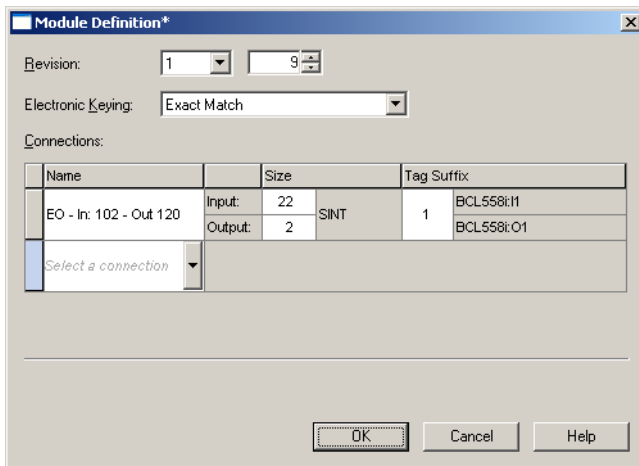 Module Definition*
Revision: 1 9
Electronic Keying: Exact Match
Connections:
Name Size Tag Suffix
EO - In: 102 - Out 120 Input: 22 SINT 1 BCL558i:I1
Output: 2 BCL558i:O1
Select a connection
OK Cancel Help